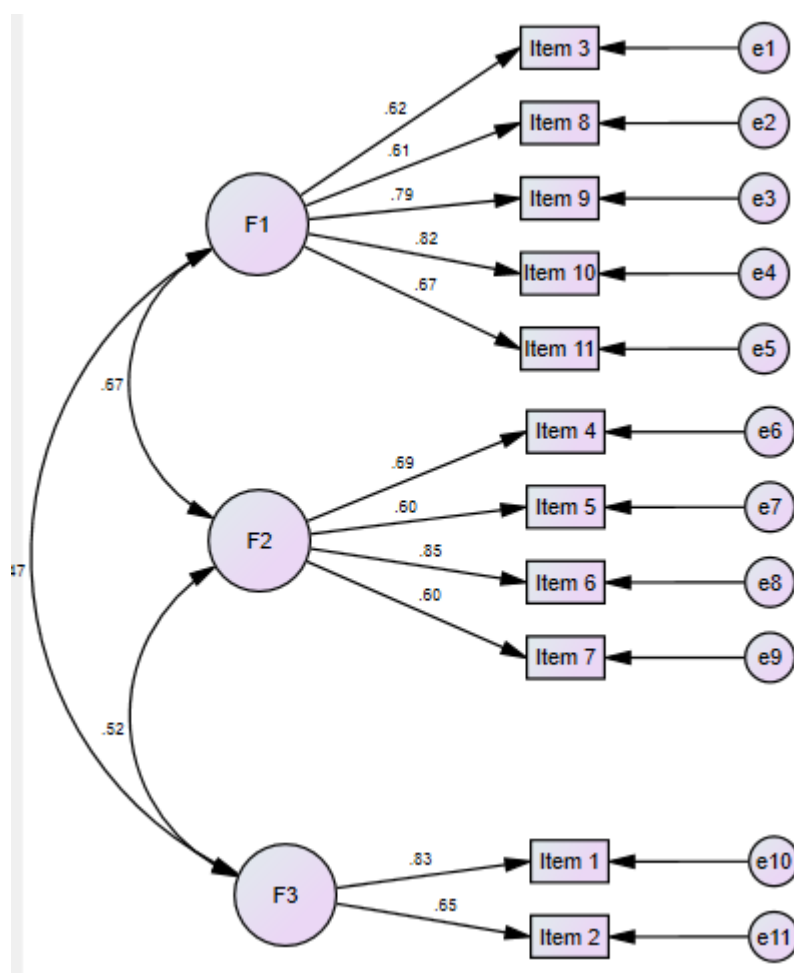 Item 3
e1
.62
Item 8
e2
.61
Item 9
e3
.79
F1
.82
Item 10
e4
.67
Item 11
e5
.67
Item 4
e6
.69
.60
Item 5
e7
F2
.85
Item 6
e8
47
.60
Item 7
e9
.52
.83
Item 1
e10
F3
.65
Item 2
e11